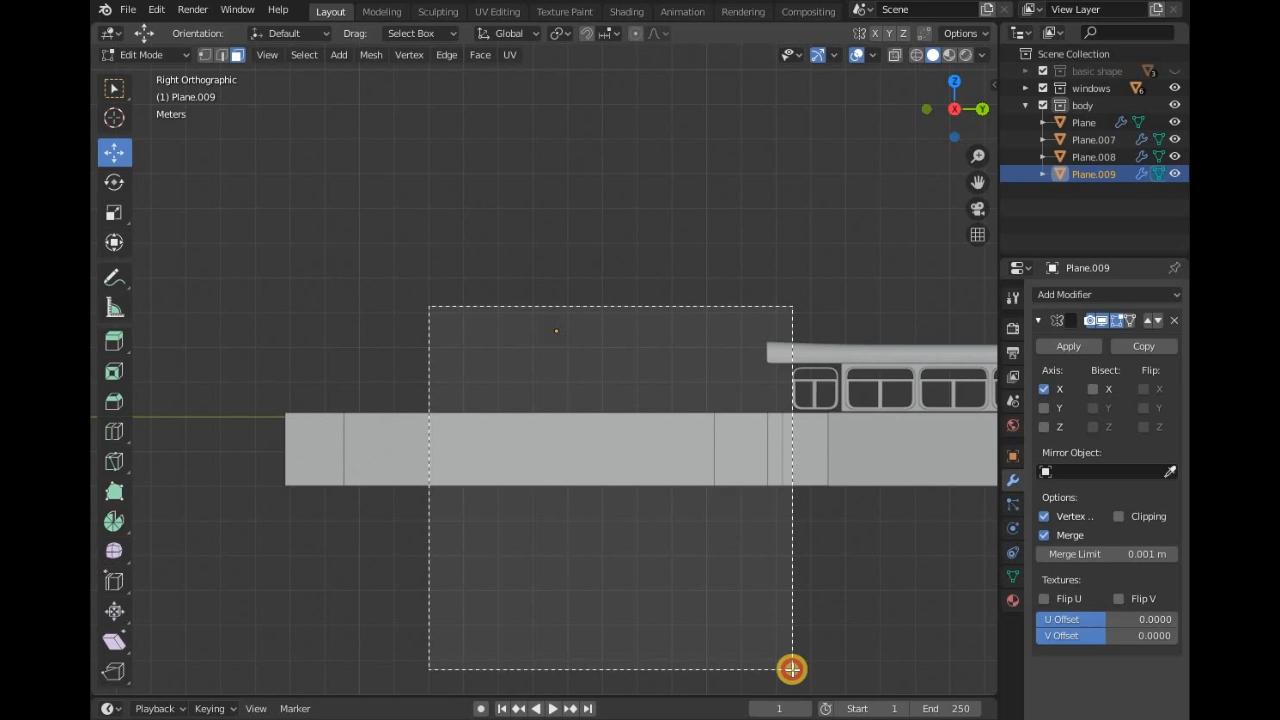 File Edit Render Window Help Layout Modeling Sculpting UV Editing Texture Paint Shading Animation Rendering Compositing Scene View Layer
Orientation: Default Drag: Select Box Global X Y Z Options
Edit Mode View Select Add Mesh Vertex Edge Face UV
Right Orthographic
(1) Plane.009
Meters
Z
X
Y
Scene Collection
basic shape 3
windows 6
body
Plane
Plane.007
Plane.008
Plane.009
Plane.009
Add Modifier
Apply Copy
Axis: Bisect: Flip:
X X X
Y Y Y
Z Z Z
Mirror Object:
Options:
Vertex .. Clipping
Merge
Merge Limit 0.001 m
Textures:
Flip U Flip V
U Offset 0.0000
V Offset 0.0000
Playback Keying View Marker 1 Start 1 End 250